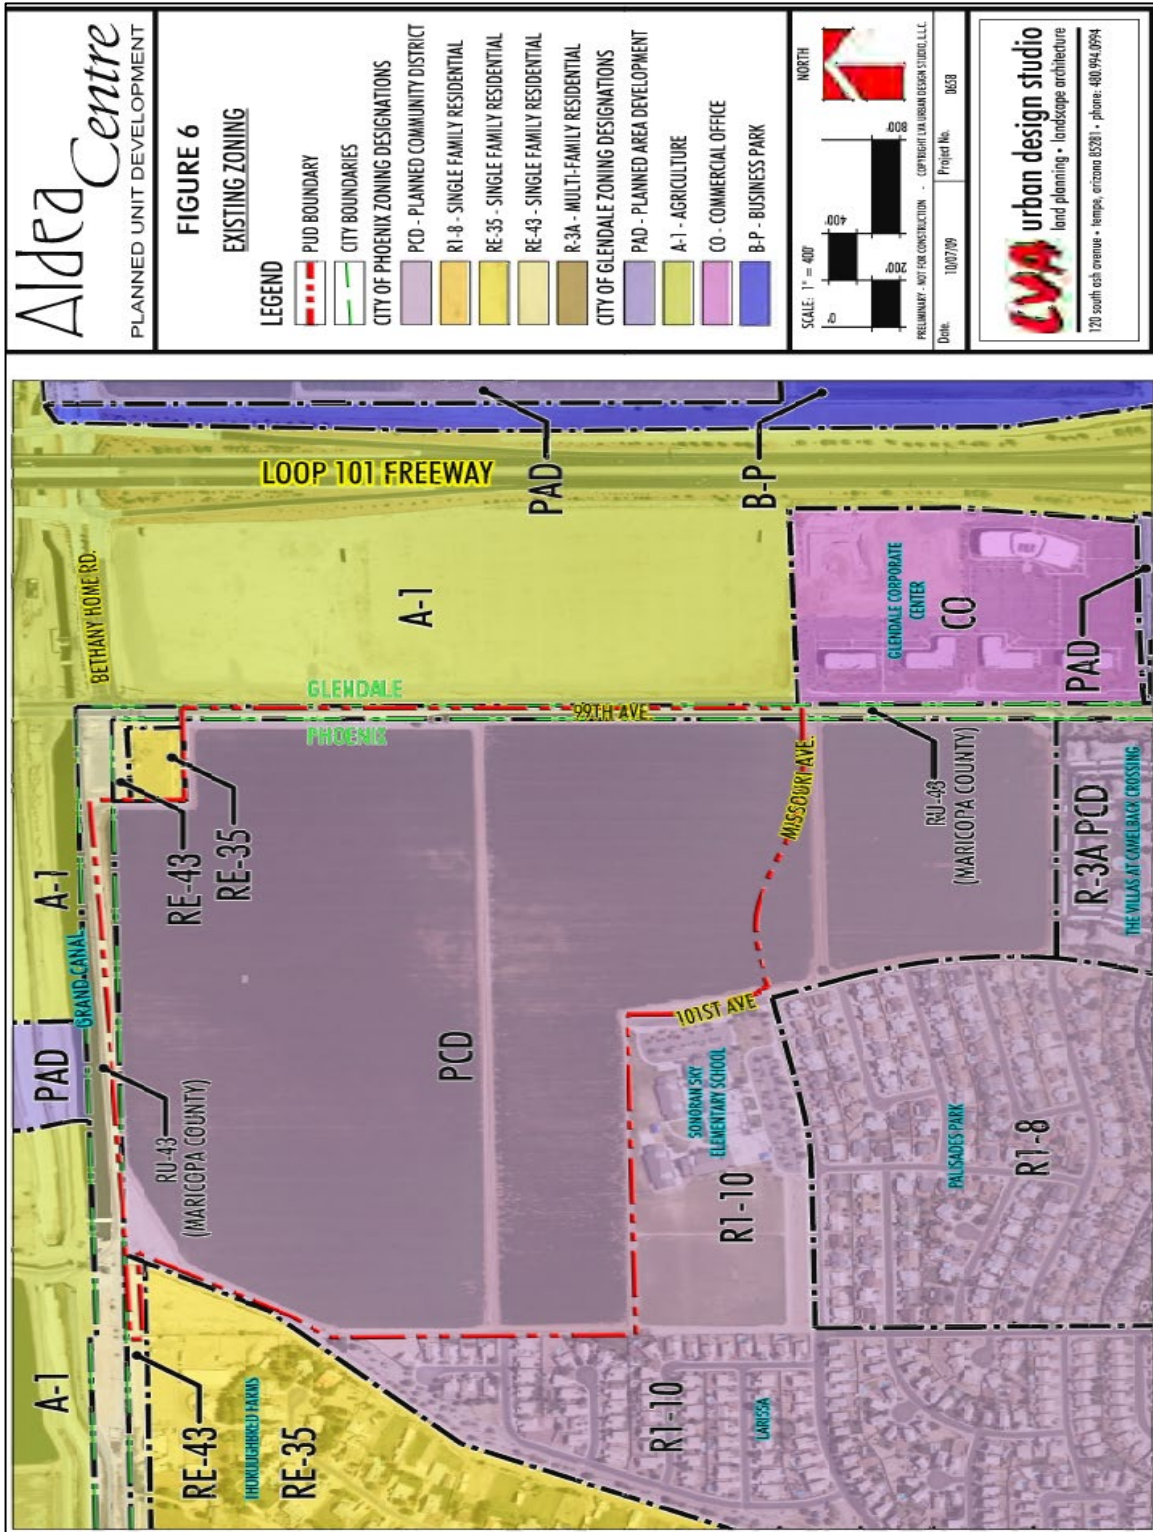 Aldea
Centre
PLANNED UNIT DEVELOPMENT
FIGURE 6
EXISTING ZONING
LEGEND
PUD BOUNDARY
CITY BOUNDARIES
CITY OF PHOENIX ZONING DESIGNATIONS
PCD - PLANNED COMMUNITY DISTRICT
R1-8 - SINGLE FAMILY RESIDENTIAL
RE-35 - SINGLE FAMILY RESIDENTIAL
RE-43 - SINGLE FAMILY RESIDENTIAL
R-3A - MULTI-FAMILY RESIDENTIAL
CITY OF GLENDALE ZONING DESIGNATIONS
PAD - PLANNED AREA DEVELOPMENT
A-1 - AGRICULTURE
CO - COMMERCIAL OFFICE
B-P - BUSINESS PARK
NORTH
SCALE: 1" = 400'
0'
200'
400'
800'
PRELIMINARY - NOT FOR CONSTRUCTION - COPYRIGHT LVA URBAN DESIGN STUDIO, L.L.C.
Date. 10/07/09
Project No. 0658
LVA urban design studio
land planning • landscape architecture
120 south ash avenue • tempe, arizona 85281 • phone: 480.994.0994
LOOP 101 FREEWAY
PAD
B-P
BETHANY HOME RD.
A-1
GLENDALE CORPORATE
CENTER
CO
PAD
GLENDALE
99TH AVE.
PHOENIX
RU-43
(MARICOPA COUNTY)
A-1
RE-43
RE-35
MISSOURI AVE.
R-3A PCD
THE VILLAS AT CAMELBACK CROSSING
GRAND CANAL
PAD
RU-43
(MARICOPA COUNTY)
PCD
101ST AVE
SONORAN SKY
ELEMENTARY SCHOOL
R1-10
PALISADES PARK
R1-8
A-1
RE-43
THOROUGHBRED FARMS
RE-35
R1-10
LARISSA